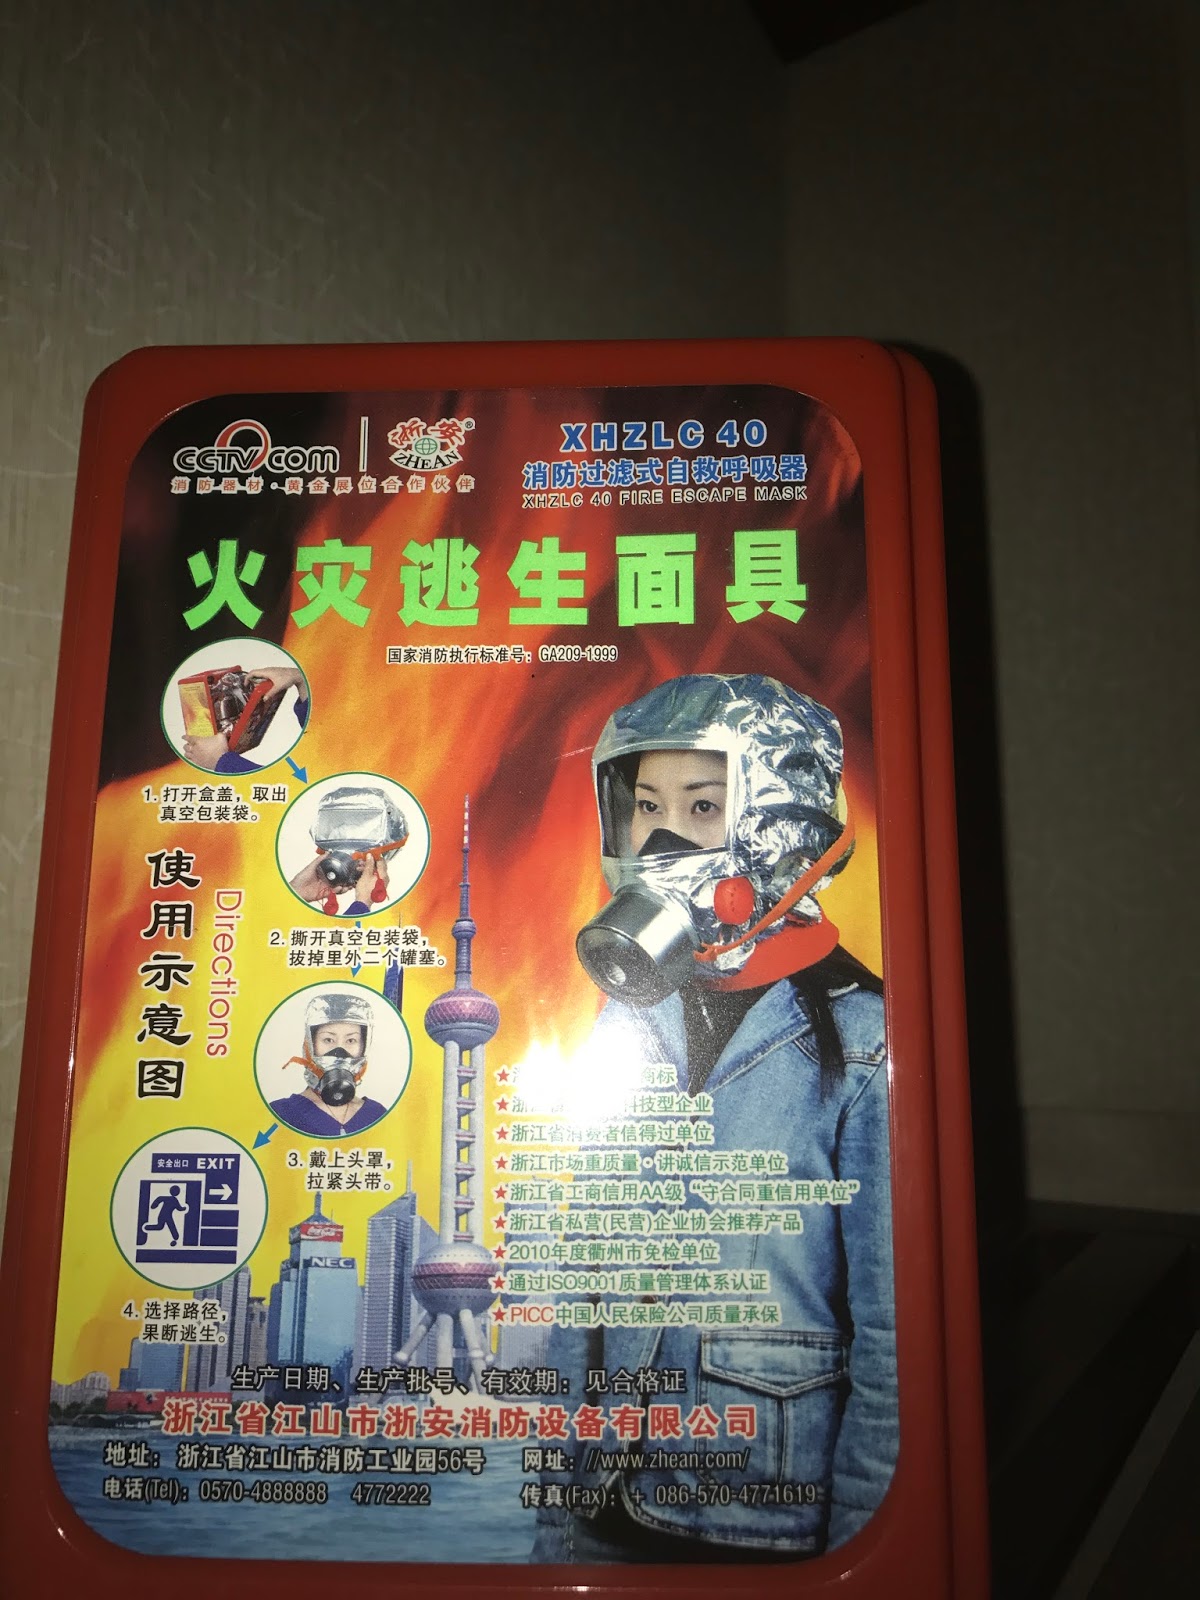 CCTV.com
浙安®
ZHEAN
消防器材·黄金展位合作伙伴
XHZLC 40
消防过滤式自救呼吸器
XHZLC 40 FIRE ESCAPE MASK
火灾逃生面具
国家消防执行标准号：GA209-1999
1. 打开盒盖，取出
真空包装袋。
使用示意图
Directions
2. 撕开真空包装袋，
拔掉里外二个罐塞。
3. 戴上头罩，
拉紧头带。
安全出口 EXIT
4. 选择路径，
果断逃生。
NEC
商标
★浙江 科技型企业
★浙江省消费者信得过单位
★浙江市场重质量·讲诚信示范单位
★浙江省工商信用AA级“守合同重信用单位”
★浙江省私营(民营)企业协会推荐产品
★2010年度衢州市免检单位
★通过ISO9001质量管理体系认证
★PICC中国人民保险公司质量承保
生产日期、生产批号、有效期：见合格证
浙江省江山市浙安消防设备有限公司
地址：浙江省江山市消防工业园56号 网址：//www.zhean.com/
电话(Tel)：0570-4888888 4772222 传真(Fax)：+ 086-570-4771619